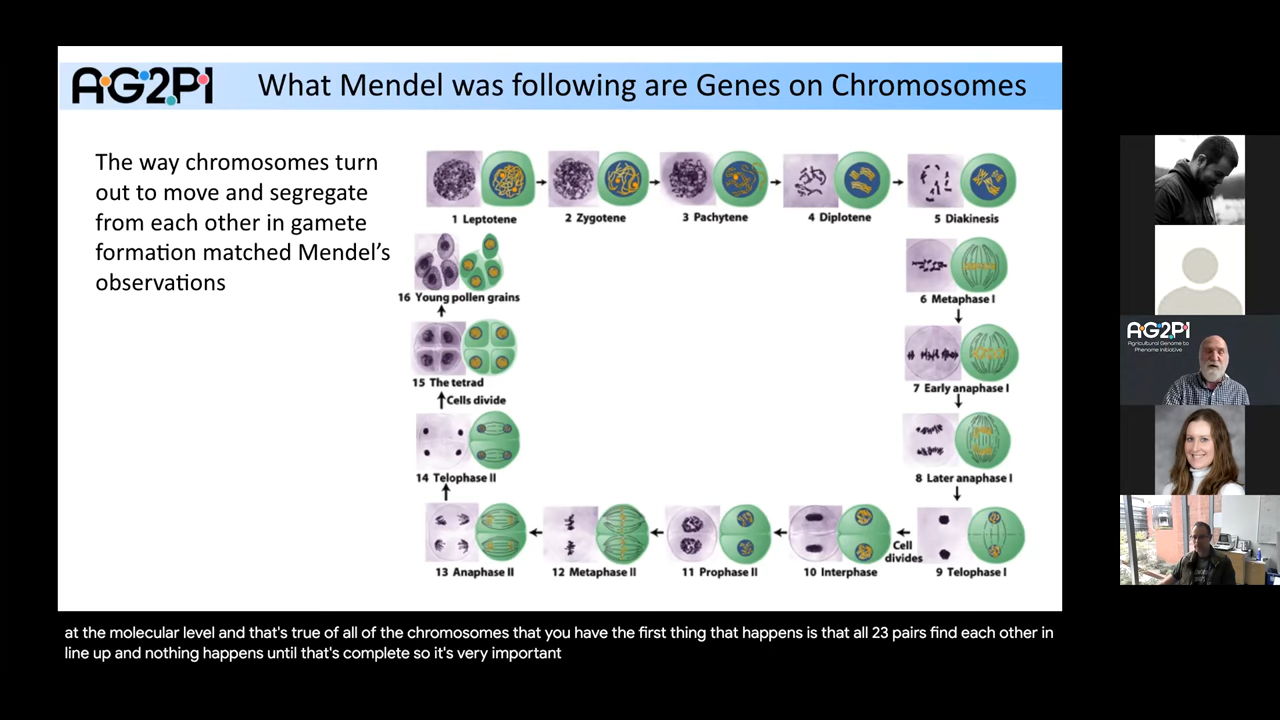 AG2PI
What Mendel was following are Genes on Chromosomes
The way chromosomes turn
out to move and segregate
from each other in gamete
formation matched Mendel's
observations
1 Leptotene
2 Zygotene
3 Pachytene
4 Diplotene
5 Diakinesis
6 Metaphase I
7 Early anaphase I
8 Later anaphase I
9 Telophase I
Cell
divides
10 Interphase
11 Prophase II
12 Metaphase II
13 Anaphase II
14 Telophase II
Cells divide
15 The tetrad
16 Young pollen grains
AG2PI
Agricultural Genome to
Phenome Initiative
at the molecular level and that's true of all of the chromosomes that you have the first thing that happens is that all 23 pairs find each other in
line up and nothing happens until that's complete so it's very important